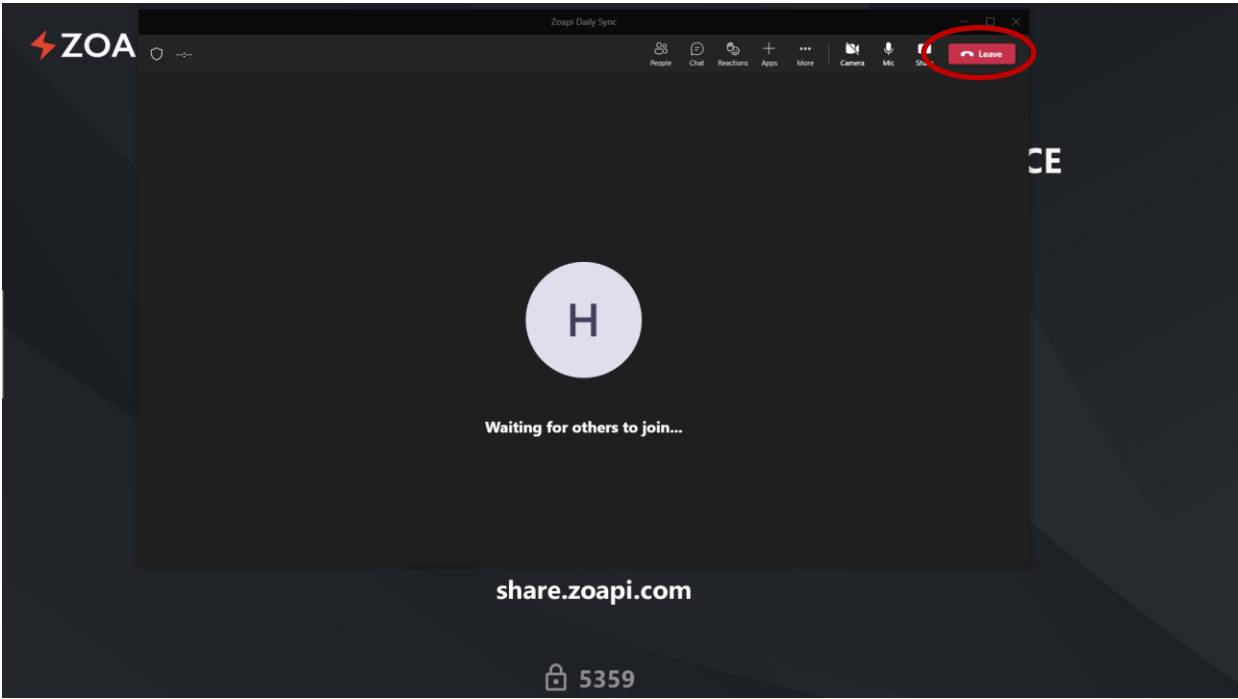 Zoapi Daily Sync
ZOA
--:--
People Chat Reactions Apps More Camera Mic Leave
CE
H
Waiting for others to join...
share.zoapi.com
5359